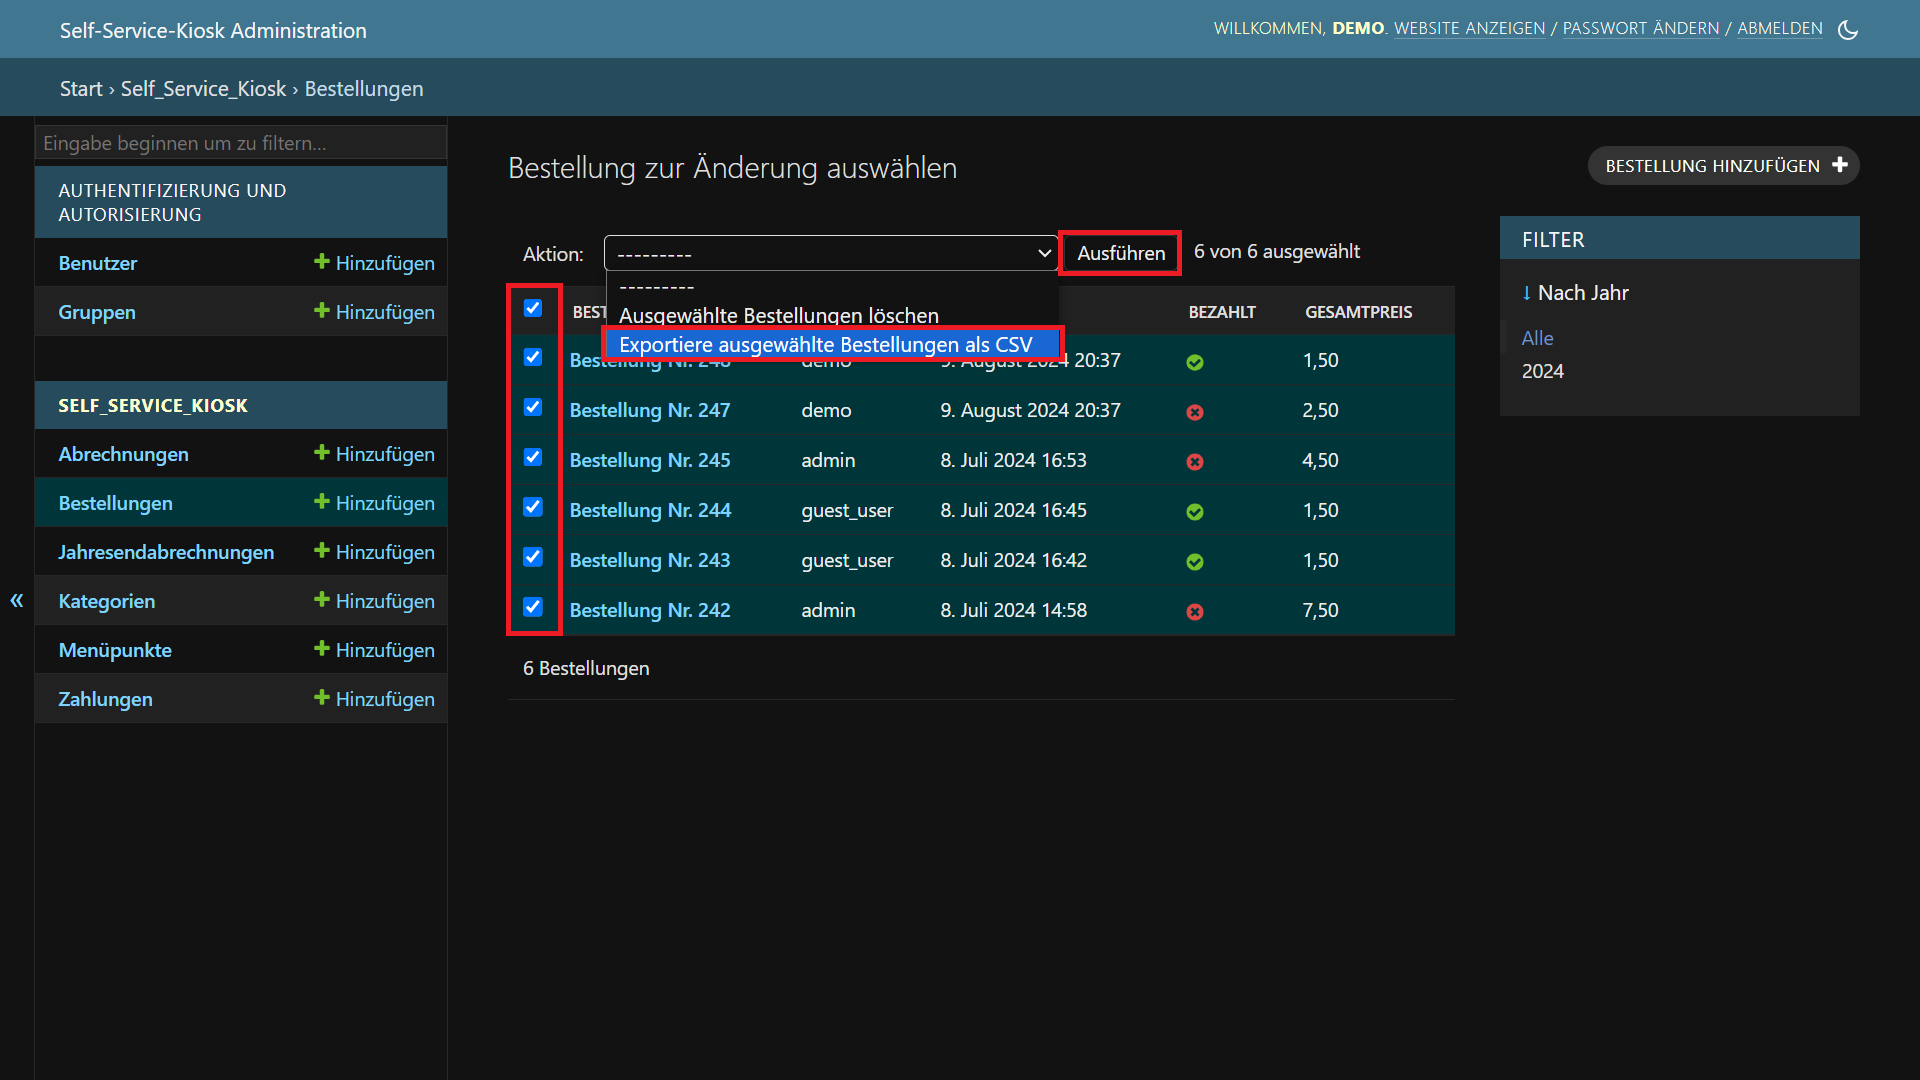 Self-Service-Kiosk Administration
WILLKOMMEN, DEMO. WEBSITE ANZEIGEN / PASSWORT ÄNDERN / ABMELDEN
Start › Self_Service_Kiosk › Bestellungen
Eingabe beginnen um zu filtern...
AUTHENTIFIZIERUNG UND
AUTORISIERUNG
Benutzer Hinzufügen
Gruppen Hinzufügen
SELF_SERVICE_KIOSK
Abrechnungen Hinzufügen
Bestellungen Hinzufügen
Jahresendabrechnungen Hinzufügen
Kategorien Hinzufügen
Menüpunkte Hinzufügen
Zahlungen Hinzufügen
«
Bestellung zur Änderung auswählen
BESTELLUNG HINZUFÜGEN
Aktion: --------- Ausführen 6 von 6 ausgewählt
---------
Ausgewählte Bestellungen löschen
Exportiere ausgewählte Bestellungen als CSV
BEZAHLT GESAMTPREIS
Bestellung Nr. 248 demo 9. August 2024 20:37 1,50
Bestellung Nr. 247 demo 9. August 2024 20:37 2,50
Bestellung Nr. 245 admin 8. Juli 2024 16:53 4,50
Bestellung Nr. 244 guest_user 8. Juli 2024 16:45 1,50
Bestellung Nr. 243 guest_user 8. Juli 2024 16:42 1,50
Bestellung Nr. 242 admin 8. Juli 2024 14:58 7,50
6 Bestellungen
FILTER
↓ Nach Jahr
Alle
2024